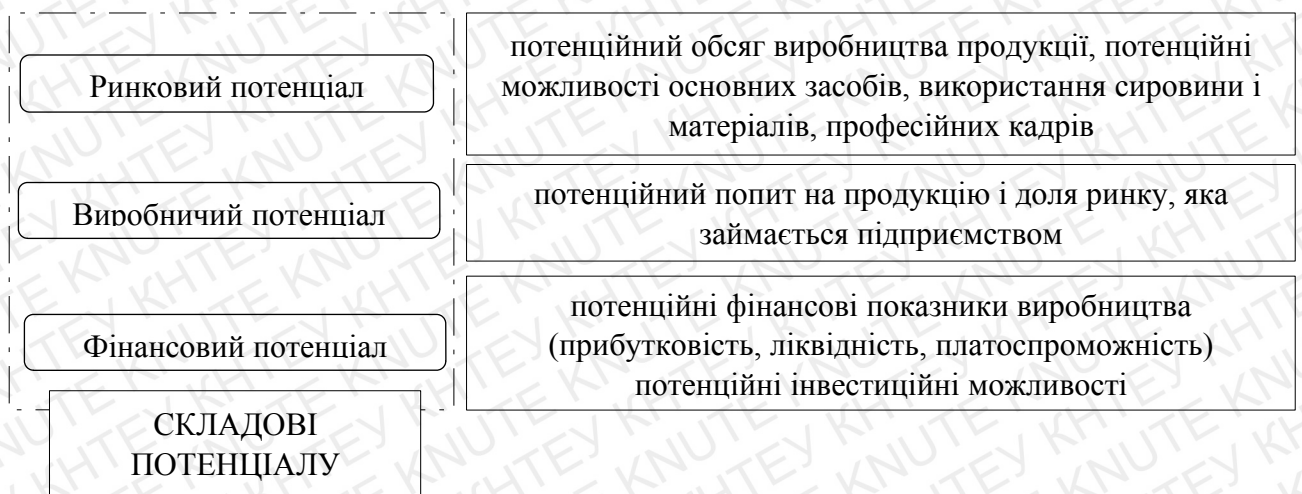 Ринковий потенціал
потенційний обсяг виробництва продукції, потенційні
можливості основних засобів, використання сировини і
матеріалів, професійних кадрів
Виробничий потенціал
потенційний попит на продукцію і доля ринку, яка
займається підприємством
Фінансовий потенціал
потенційні фінансові показники виробництва
(прибутковість, ліквідність, платоспроможність)
потенційні інвестиційні можливості
СКЛАДОВІ
ПОТЕНЦІАЛУ